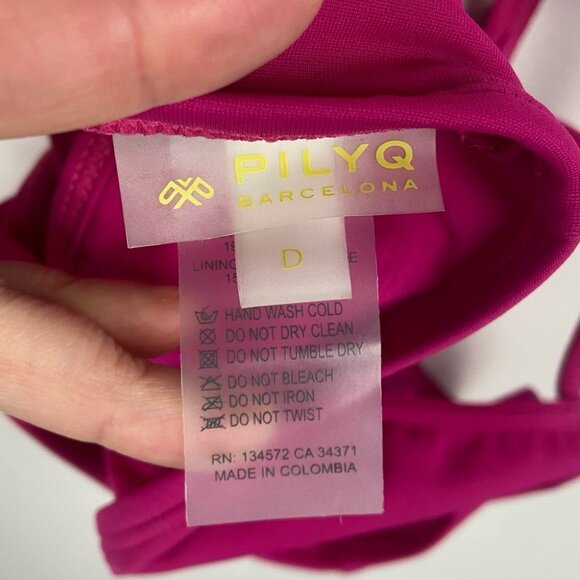 PILYQ
BARCELONA
D
LINING
HAND WASH COLD
DO NOT DRY CLEAN
DO NOT TUMBLE DRY
DO NOT BLEACH
DO NOT IRON
DO NOT TWIST
RN: 134572 CA 34371
MADE IN COLOMBIA